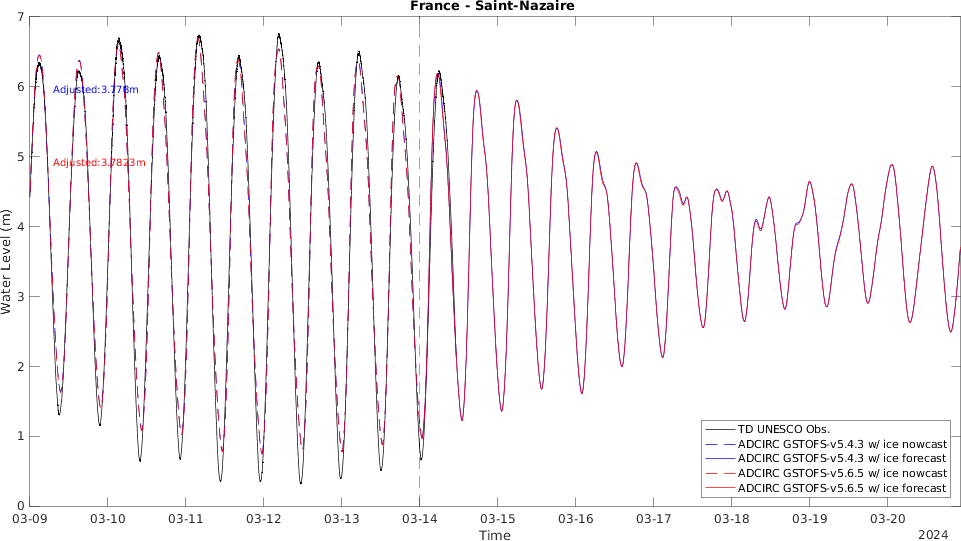 France - Saint-Nazaire
7
6
5
4
3
2
1
0
Water Level (m)
Adjusted:3.778m
Adjusted:3.7823m
TD UNESCO Obs.
ADCIRC GSTOFS-v5.4.3 w/ ice nowcast
ADCIRC GSTOFS-v5.4.3 w/ ice forecast
ADCIRC GSTOFS-v5.6.5 w/ ice nowcast
ADCIRC GSTOFS-v5.6.5 w/ ice forecast
03-09 03-10 03-11 03-12 03-13 03-14 03-15 03-16 03-17 03-18 03-19 03-20
Time
2024